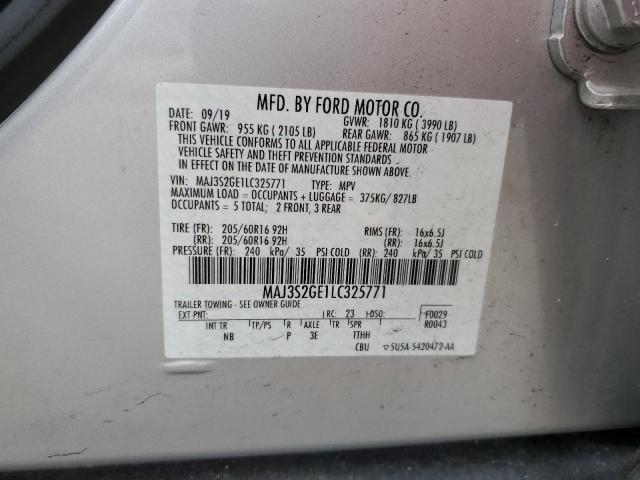 MFD. BY FORD MOTOR CO.
DATE: 09/19 GVWR: 1810 KG ( 3990 LB)
FRONT GAWR: 955 KG ( 2105 LB) REAR GAWR: 865 KG ( 1907 LB)
THIS VEHICLE CONFORMS TO ALL APPLICABLE FEDERAL MOTOR
VEHICLE SAFETY AND THEFT PREVENTION STANDARDS
IN EFFECT ON THE DATE OF MANUFACTURE SHOWN ABOVE.
VIN: MAJ3S2GE1LC325771 TYPE: MPV
MAXIMUM LOAD = OCCUPANTS + LUGGAGE = 375KG/ 827LB
OCCUPANTS = 5 TOTAL; 2 FRONT, 3 REAR
TIRE (FR): 205/60R16 92H RIMS (FR): 16x6.5J
(RR): 205/60R16 92H (RR): 16x6.5J
PRESSURE (FR): 240 kPa/ 35 PSI COLD (RR): 240 kPa/ 35 PSI COLD
MAJ3S2GE1LC325771
TRAILER TOWING - SEE OWNER GUIDE
EXT PNT: RC: 23 DSO: F0029
INT TR TP/PS R AXLE TR SPR R0043
NB P 3E TTHH
CBU 5U5A-5420472-AA